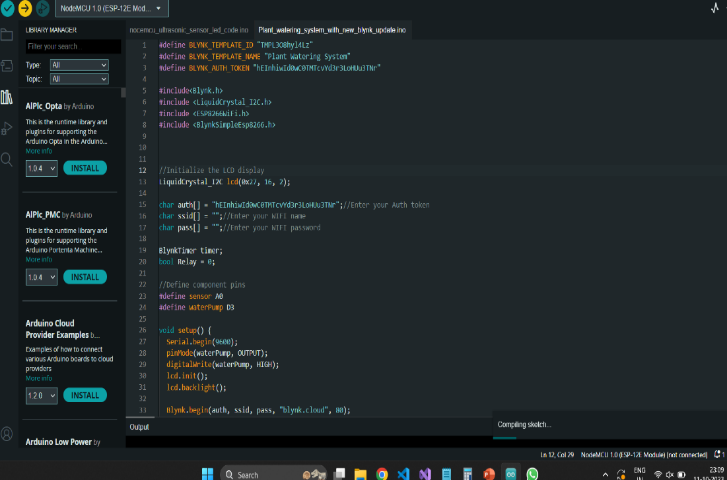 NodeMCU 1.0 (ESP-12E Mod...
LIBRARY MANAGER
Filter your search...
Type: All
Topic: All
AIPlc_Opta by Arduino
This is the runtime library and
plugins for supporting the
Arduino Opta in the Arduino...
More info
1.0.4 INSTALL
AIPlc_PMC by Arduino
This is the runtime library and
plugins for supporting the
Arduino Portenta Machine...
More info
1.0.4 INSTALL
Arduino Cloud
Provider Examples b...
Examples of how to connect
various Arduino boards to cloud
providers
More info
1.2.0 INSTALL
Arduino Low Power by
nocemcu_ultrasonic_sensor_led_code.ino Plant_watering_system_with_new_blynk_update.ino
1 #define BLYNK_TEMPLATE_ID "TMPL3O8hyl4Lz"
2 #define BLYNK_TEMPLATE_NAME "Plant Watering System"
3 #define BLYNK_AUTH_TOKEN "hEInhiwId0wC0TMTcvYd3r3LoHUu3TNr"
4
5 #include<Blynk.h>
6 #include <LiquidCrystal_I2C.h>
7 #include <ESP8266WiFi.h>
8 #include <BlynkSimpleEsp8266.h>
9
10
11
12 //Initialize the LCD display
13 LiquidCrystal_I2C lcd(0x27, 16, 2);
14
15 char auth[] = "hEInhiwId0wC0TMTcvYd3r3LoHUu3TNr";//Enter your Auth token
16 char ssid[] = "";//Enter your WIFI name
17 char pass[] = "";//Enter your WIFI password
18
19 BlynkTimer timer;
20 bool Relay = 0;
21
22 //Define component pins
23 #define sensor A0
24 #define waterPump D3
25
26 void setup() {
27 Serial.begin(9600);
28 pinMode(waterPump, OUTPUT);
29 digitalWrite(waterPump, HIGH);
30 lcd.init();
31 lcd.backlight();
32
33 Blynk.begin(auth, ssid, pass, "blynk.cloud", 80);
Output
Compiling sketch...
Ln 12, Col 29 NodeMCU 1.0 (ESP-12E Module) [not connected] 1
Search
ENG
IN
23:09
11-10-2023